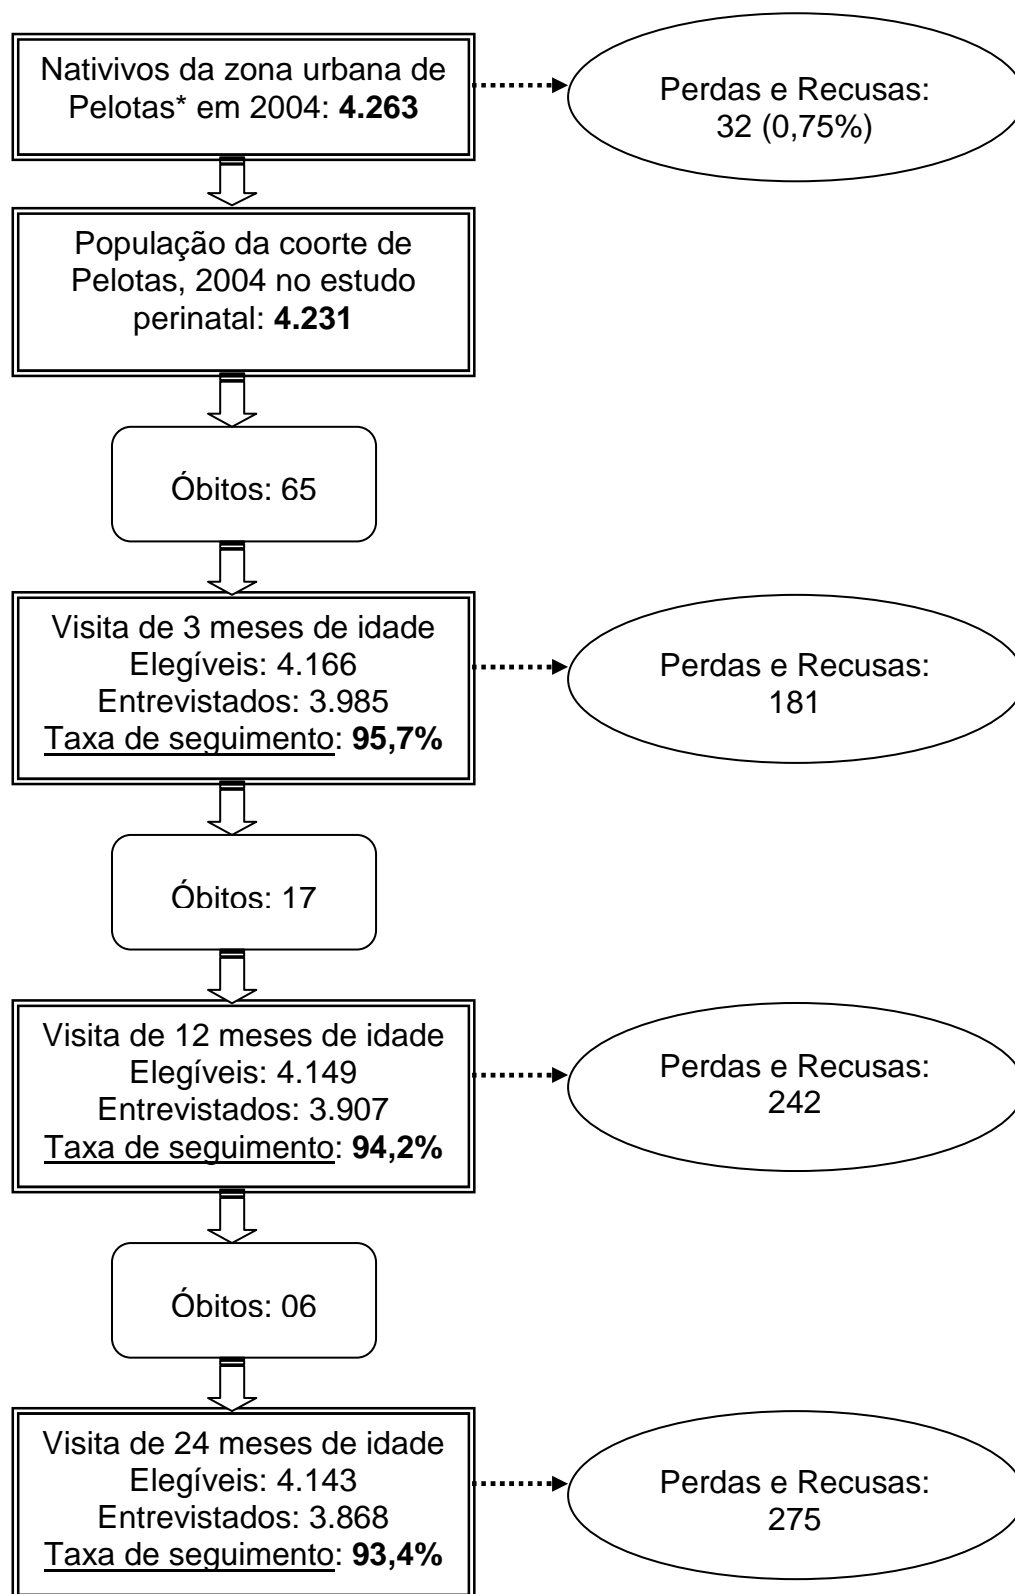 Nativivos da zona urbana de
Pelotas* em 2004: 4.263
Perdas e Recusas:
32 (0,75%)
População da coorte de
Pelotas, 2004 no estudo
perinatal: 4.231
Óbitos: 65
Visita de 3 meses de idade
Elegíveis: 4.166
Entrevistados: 3.985
Taxa de seguimento: 95,7%
Perdas e Recusas:
181
Óbitos: 17
Visita de 12 meses de idade
Elegíveis: 4.149
Entrevistados: 3.907
Taxa de seguimento: 94,2%
Perdas e Recusas:
242
Óbitos: 06
Visita de 24 meses de idade
Elegíveis: 4.143
Entrevistados: 3.868
Taxa de seguimento: 93,4%
Perdas e Recusas:
275